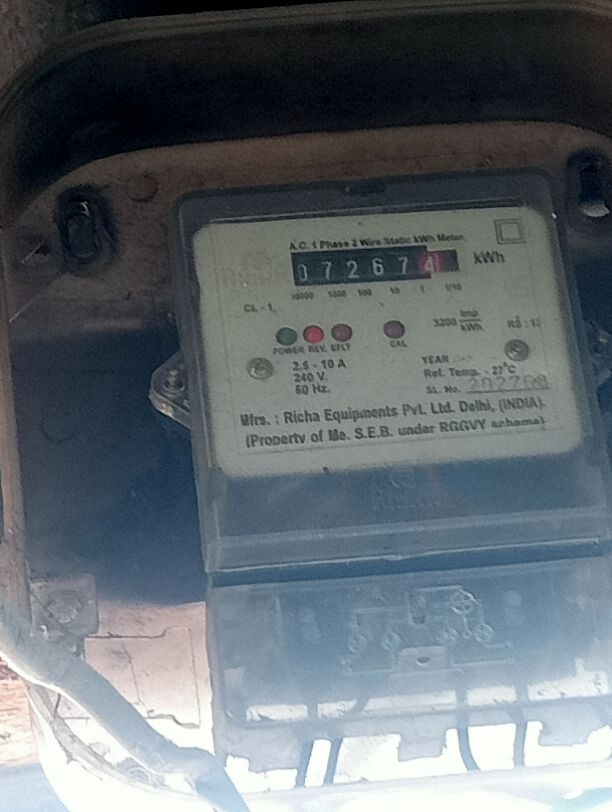 A.C. 1 Phase 2 Wire Static kWh Meter.
072674 kWh
10000 1000 100 10 1 1/10
CL - 1,
3200 imp/kWh
POWER REV. EFLT CAL
2.5 - 10 A
240 V.
50 Hz.
YEAR
Ref. Temp. - 27°C
SL. No.
Mfrs. : Richa Equipments Pvt. Ltd. Delhi, (INDIA).
(Property of Me. S.E.B. under RGGVY scheme)